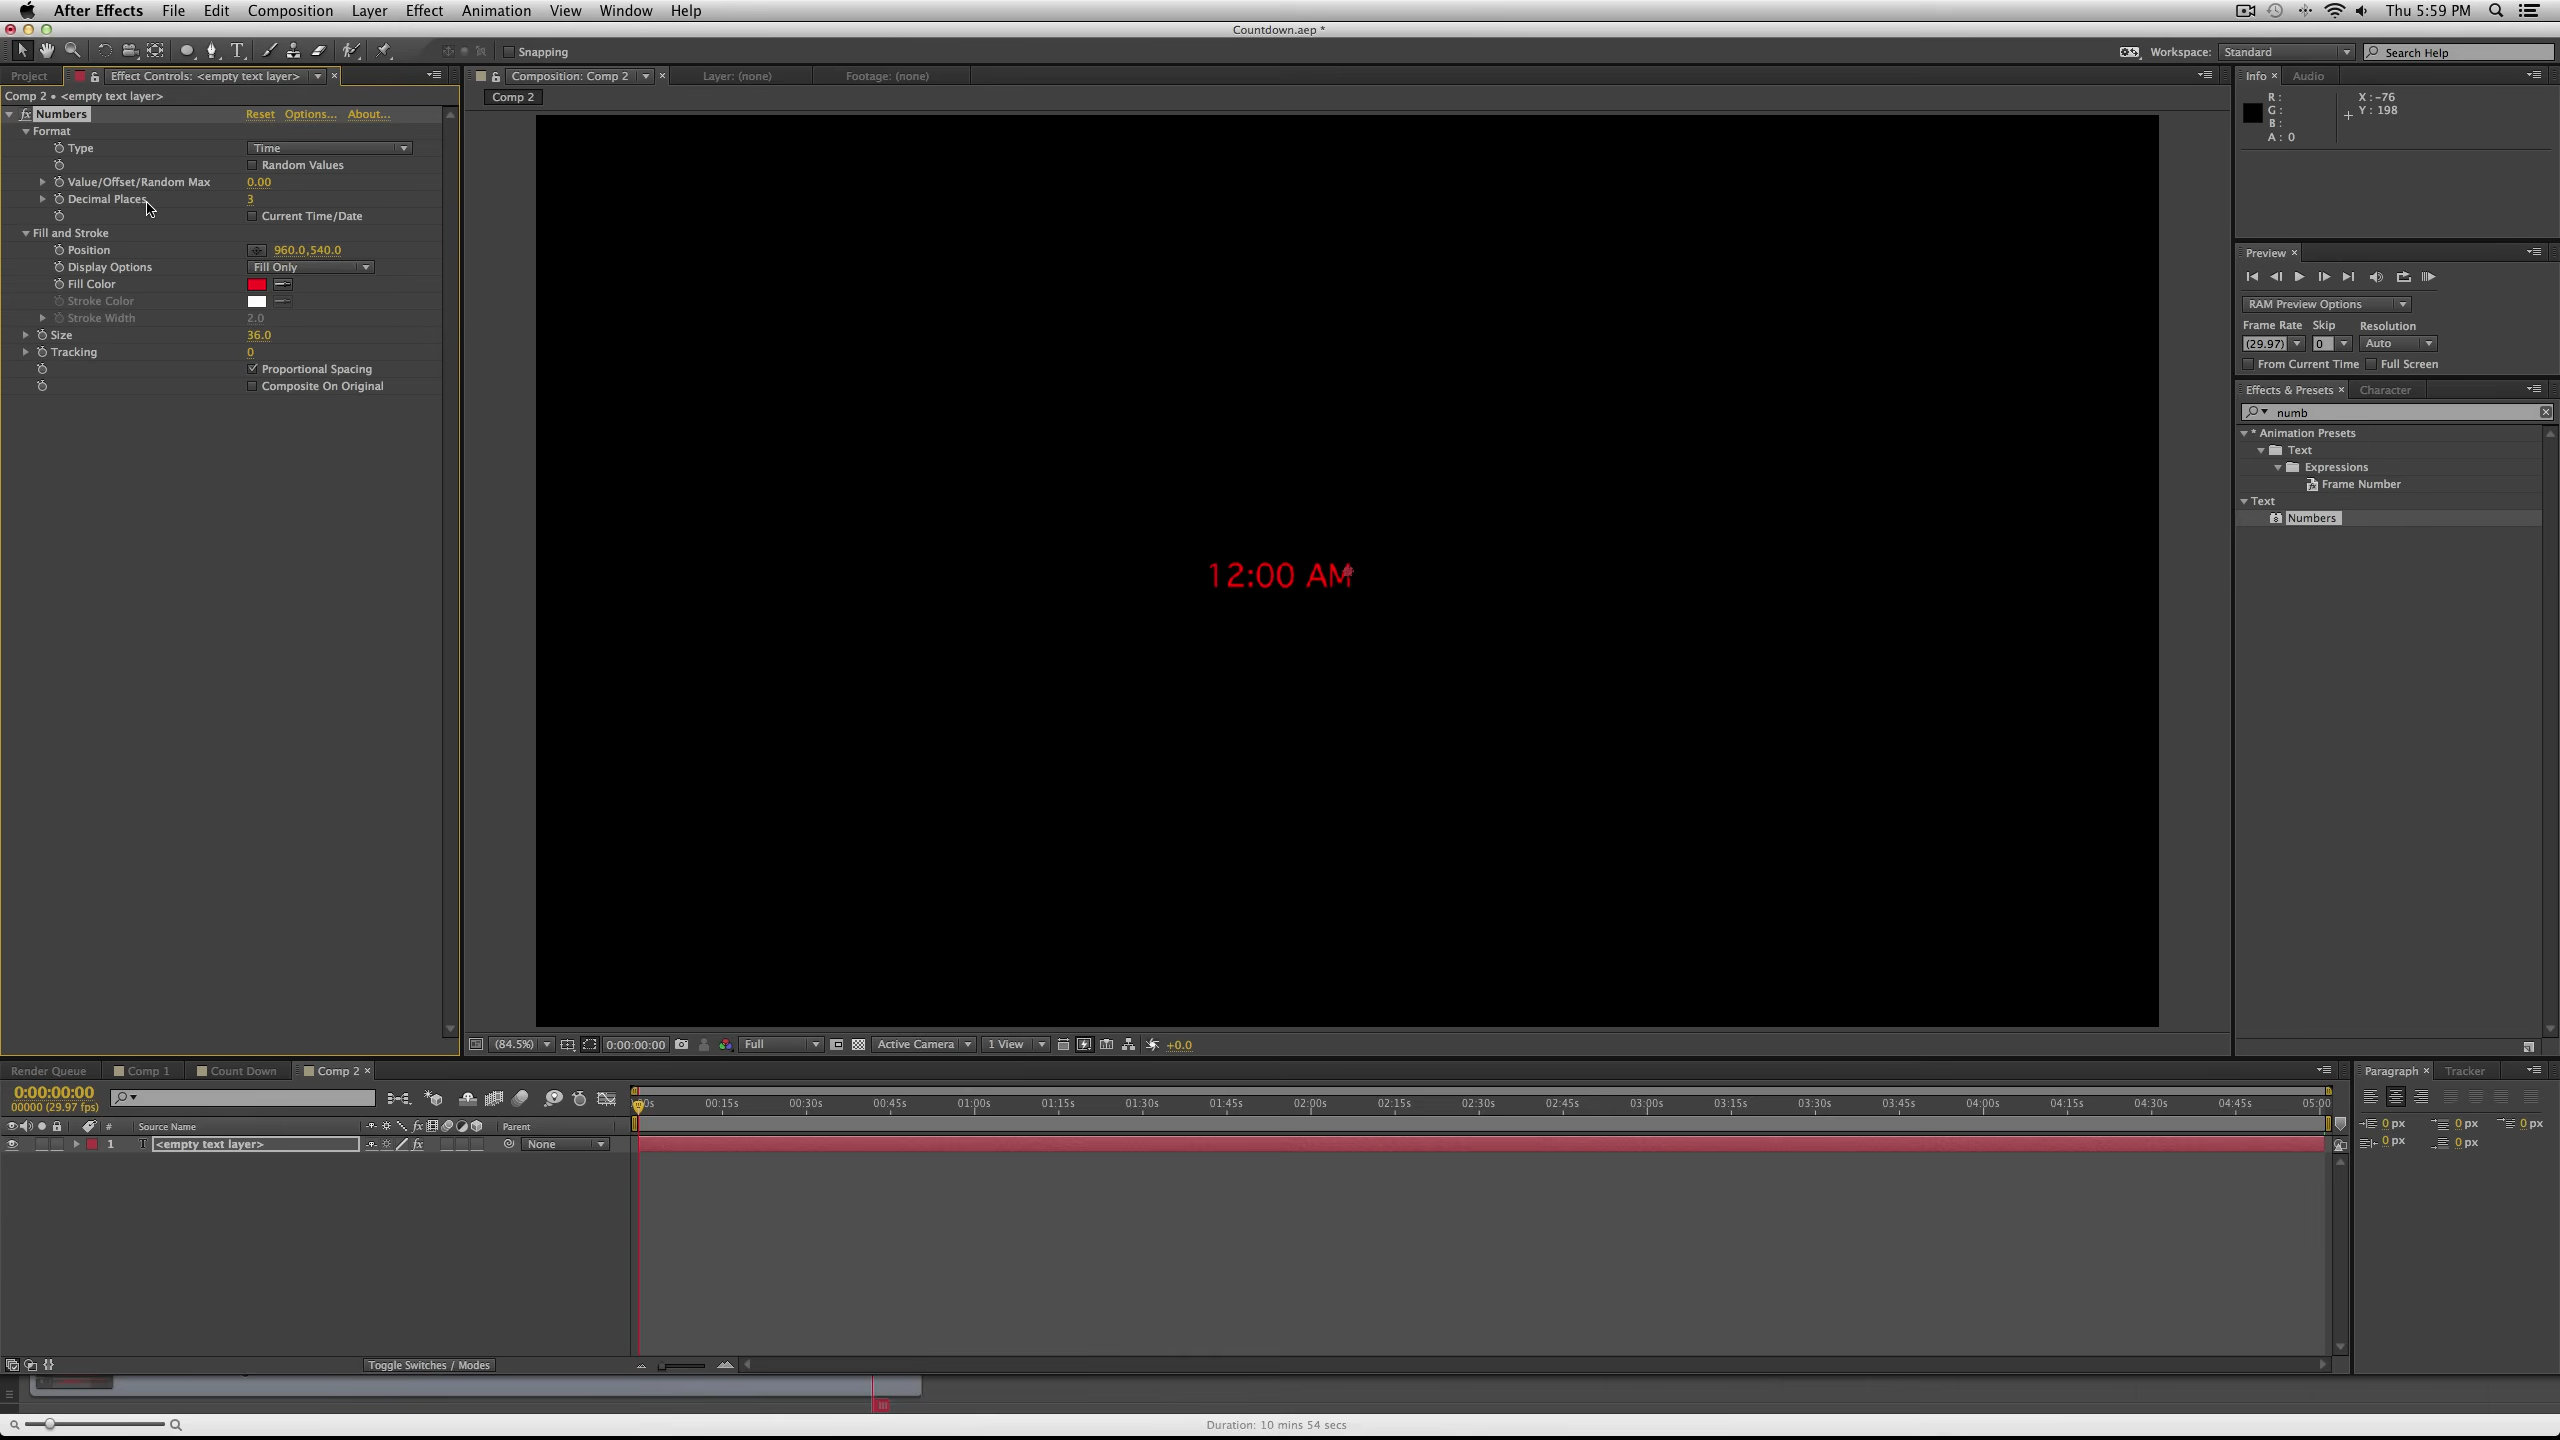 After Effects File Edit Composition Layer Effect Animation View Window Help Thu 5:59 PM
Countdown.aep *
Snapping Workspace: Standard Search Help
Project Effect Controls: <empty text layer> × Composition: Comp 2 × Layer: (none) Footage: (none) Info × Audio
Comp 2 • <empty text layer>
Comp 2
R :
G :
B :
A : 0
X : -76
Y : 198
fx Numbers Reset Options... About...
Format
Type Time
Random Values
Value/Offset/Random Max 0.00
Decimal Places 3
Current Time/Date
Fill and Stroke
Position 960.0,540.0
Display Options Fill Only
Fill Color
Stroke Color
Stroke Width 2.0
Size 36.0
Tracking 0
Proportional Spacing
Composite On Original
12:00 AM
Preview ×
RAM Preview Options
Frame Rate Skip Resolution
(29.97) 0 Auto
From Current Time Full Screen
Effects & Presets × Character
numb
* Animation Presets
Text
Expressions
Frame Number
Text
Numbers
(84.5%) 0:00:00:00 Full Active Camera 1 View +0.0
Render Queue Comp 1 Count Down Comp 2 ×
0:00:00:00
00000 (29.97 fps)
00:15s 00:30s 00:45s 01:00s 01:15s 01:30s 01:45s 02:00s 02:15s 02:30s 02:45s 03:00s 03:15s 03:30s 03:45s 04:00s 04:15s 04:30s 04:45s 05:00
# Source Name fx Parent
1 T <empty text layer> fx None
Paragraph × Tracker
0 px 0 px 0 px
0 px 0 px
Toggle Switches / Modes
Duration: 10 mins 54 secs